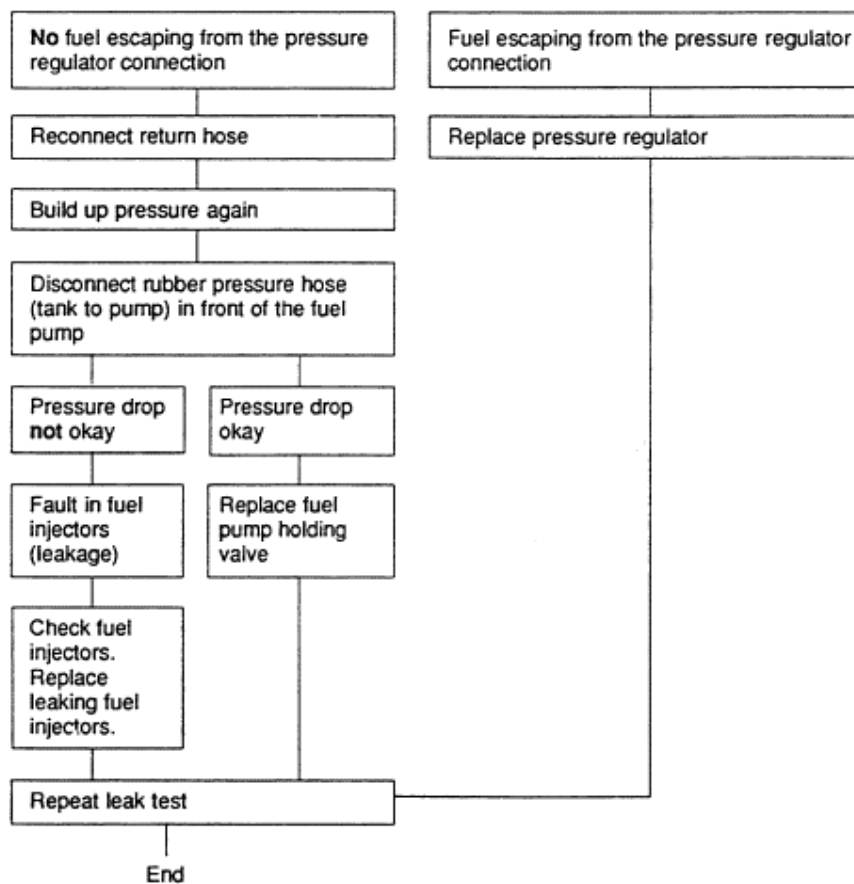 No fuel escaping from the pressure
regulator connection
Fuel escaping from the pressure regulator
connection
Reconnect return hose
Replace pressure regulator
Build up pressure again
Disconnect rubber pressure hose
(tank to pump) in front of the fuel
pump
Pressure drop
not okay
Pressure drop
okay
Fault in fuel
injectors
(leakage)
Replace fuel
pump holding
valve
Check fuel
injectors.
Replace
leaking fuel
injectors.
Repeat leak test
End